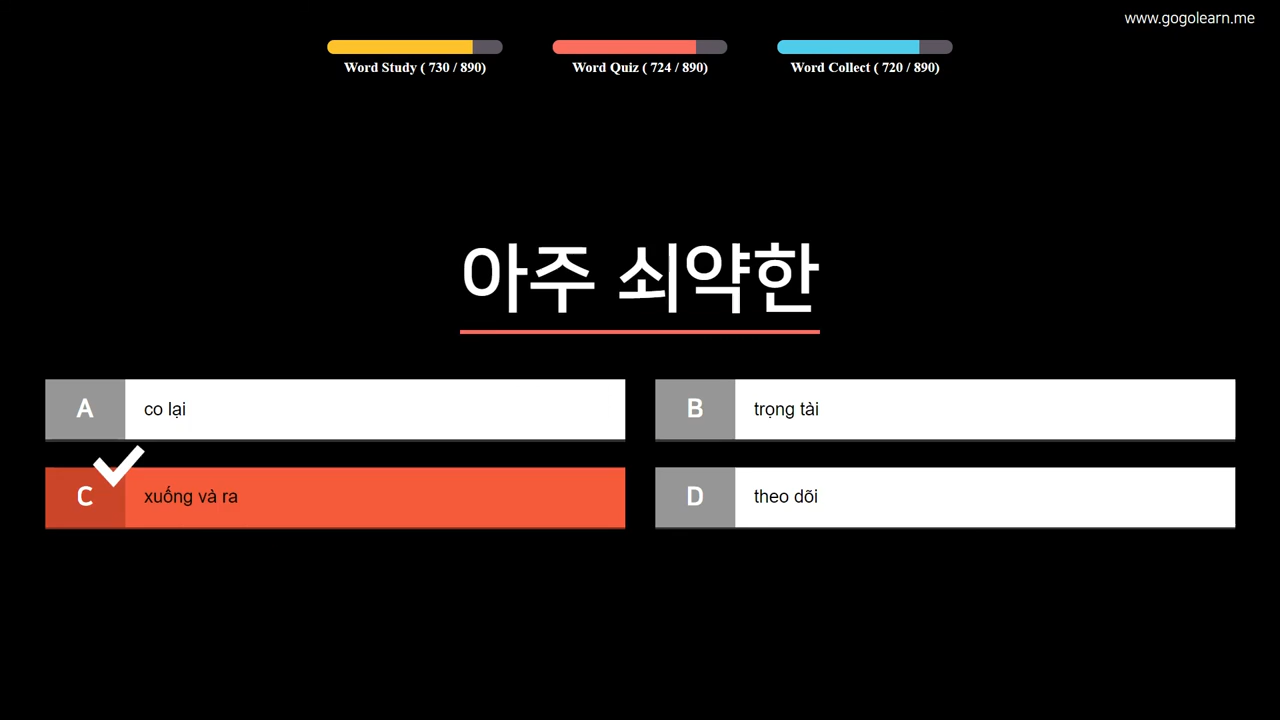 www.gogolearn.me
Word Study ( 730 / 890)
Word Quiz ( 724 / 890)
Word Collect ( 720 / 890)
아주 쇠약한
A
co lại
B
trọng tài
C
xuống và ra
D
theo dõi